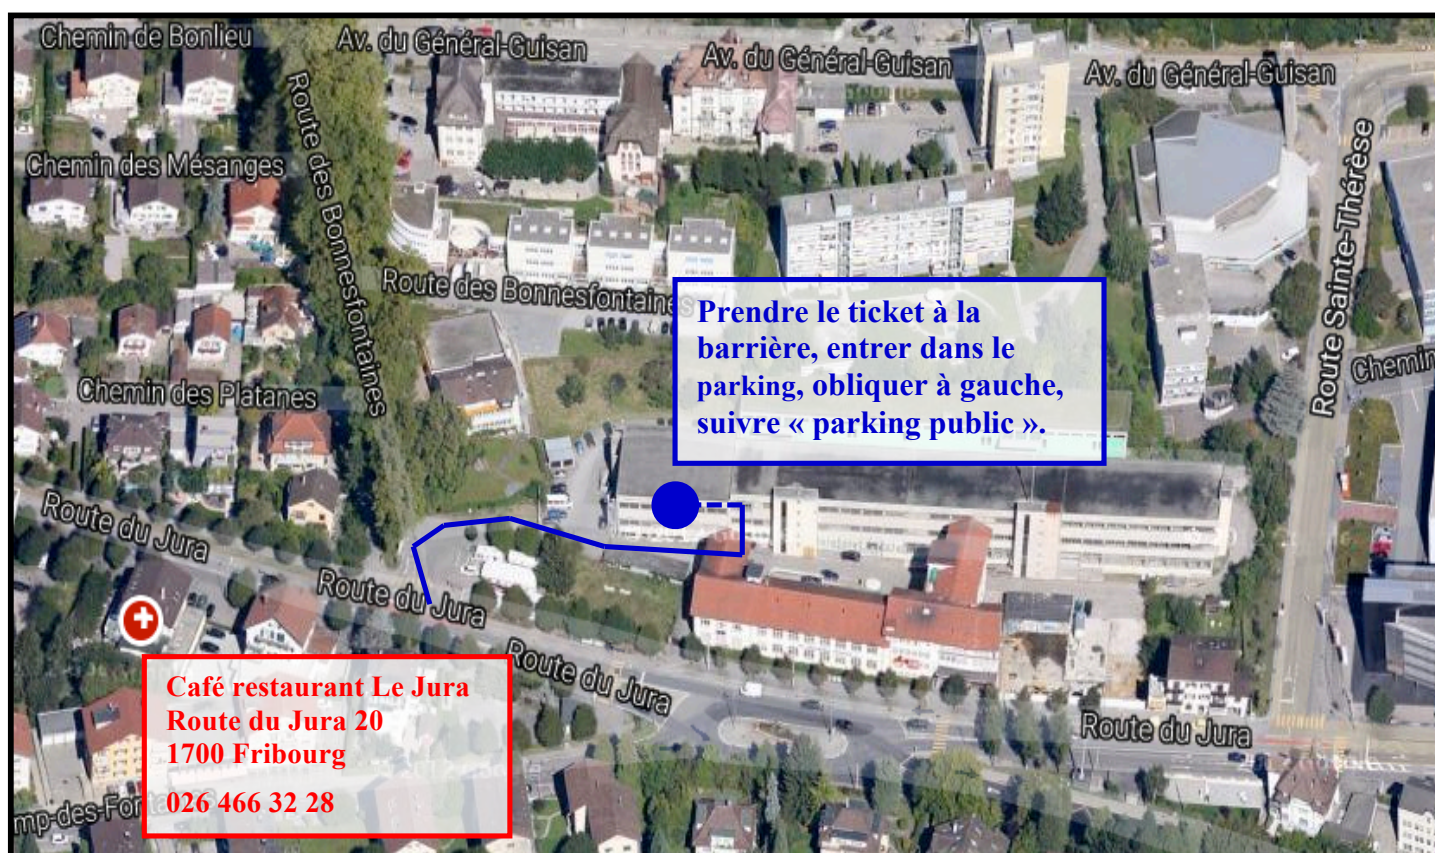 Chemin de Bonlieu
Av. du Général-Guisan
Av. du Général-Guisan
Av. du Général-Guisan
Route des Bonnesfontaines
Chemin des Mésanges
Route Sainte-Thérèse
Route des Bonnesfontaines
Prendre le ticket à la
barrière, entrer dans le
parking, obliquer à gauche,
suivre « parking public ».
Chemin
Chemin des Platanes
Route du Jura
Route du Jura
Route du Jura
Route du Jura
Café restaurant Le Jura
Route du Jura 20
1700 Fribourg
026 466 32 28
mp-des-Fontaines